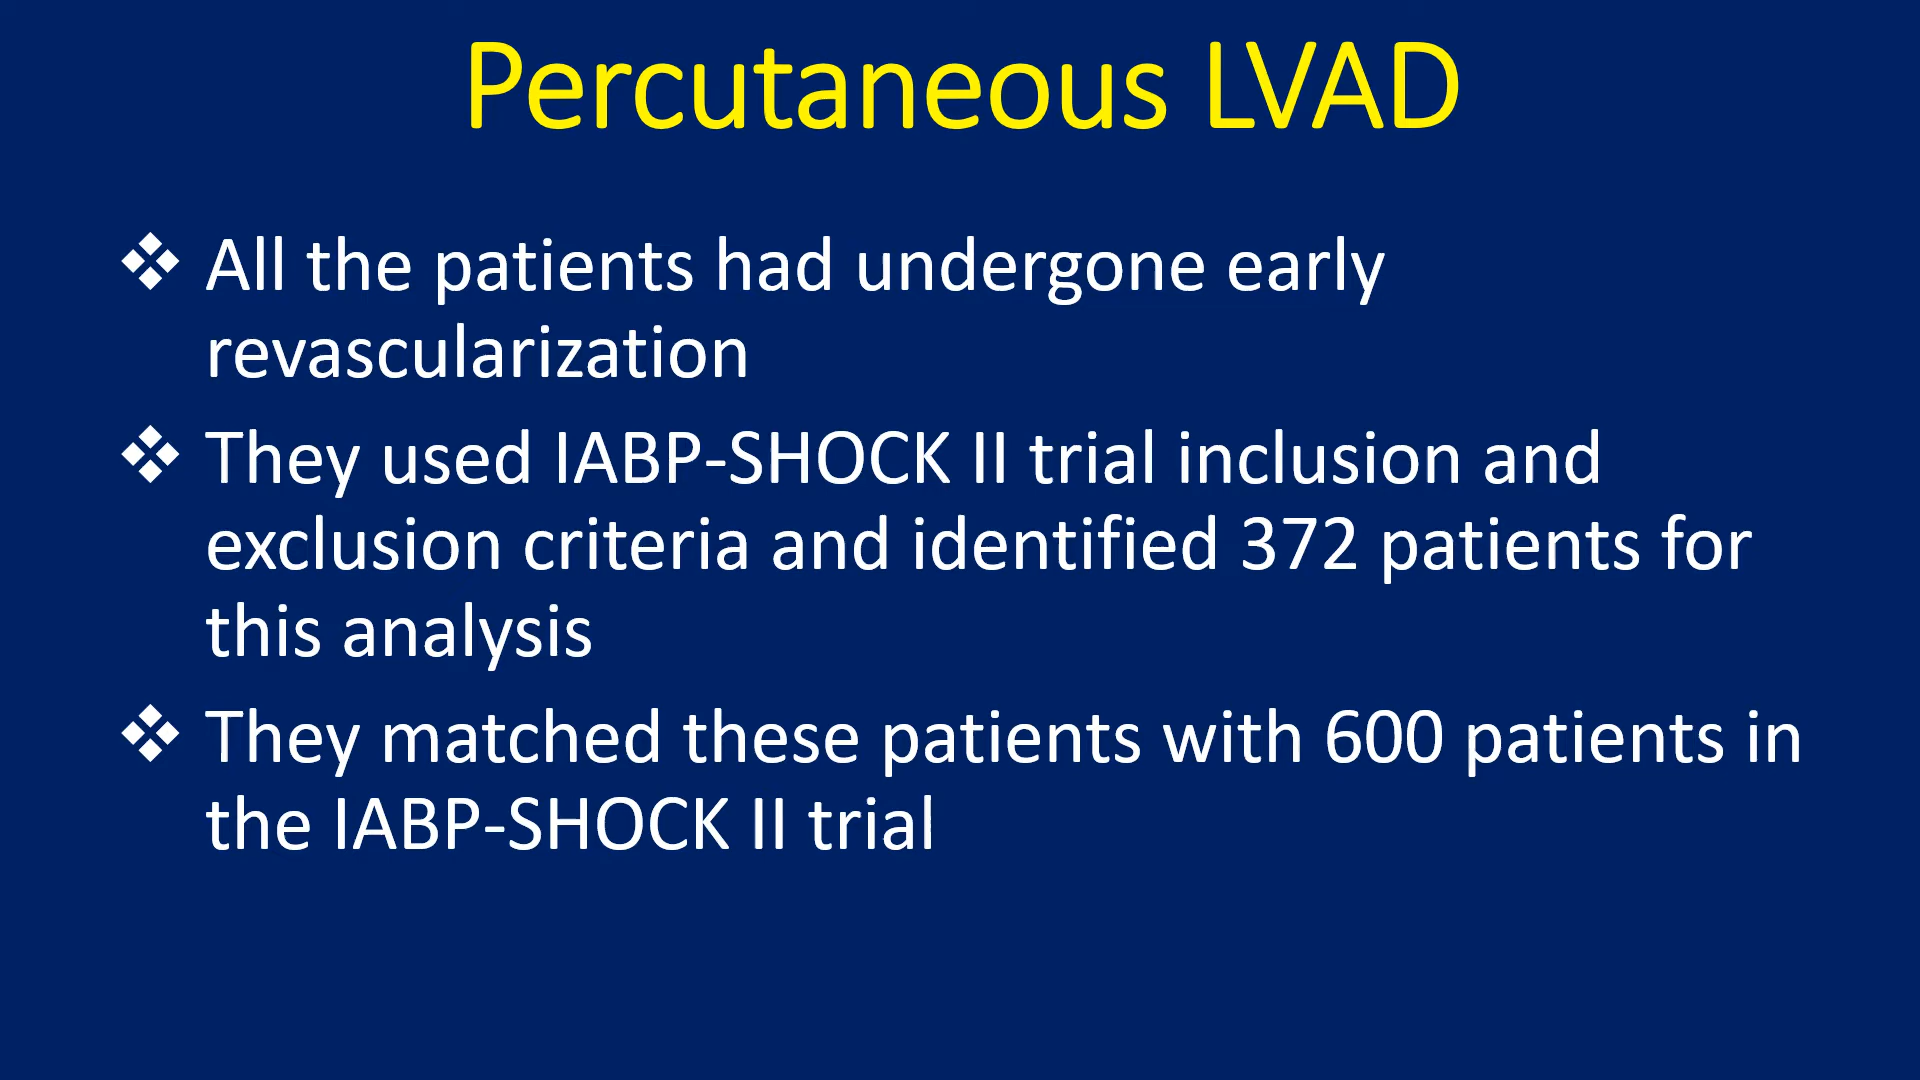 Percutaneous LVAD
❖ All the patients had undergone early
revascularization
❖ They used IABP-SHOCK II trial inclusion and
exclusion criteria and identified 372 patients for
this analysis
❖ They matched these patients with 600 patients in
the IABP-SHOCK II trial